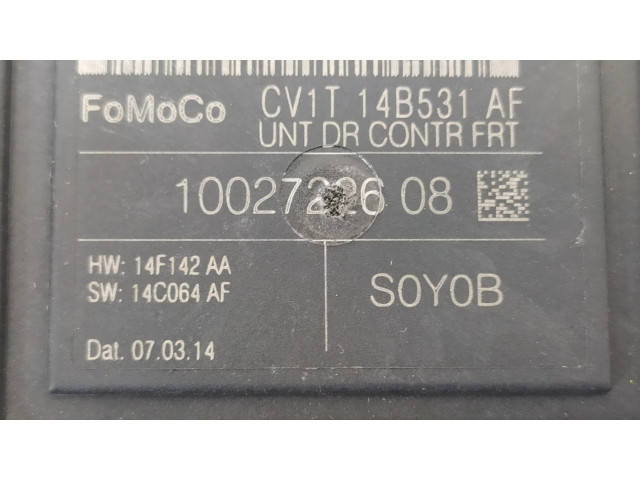 FoMoCo CV1T 14B531 AF
UNT DR CONTR FRT
08
HW: 14F142 AA
SW: 14C064 AF
S0Y0B
Dat. 07.03.14